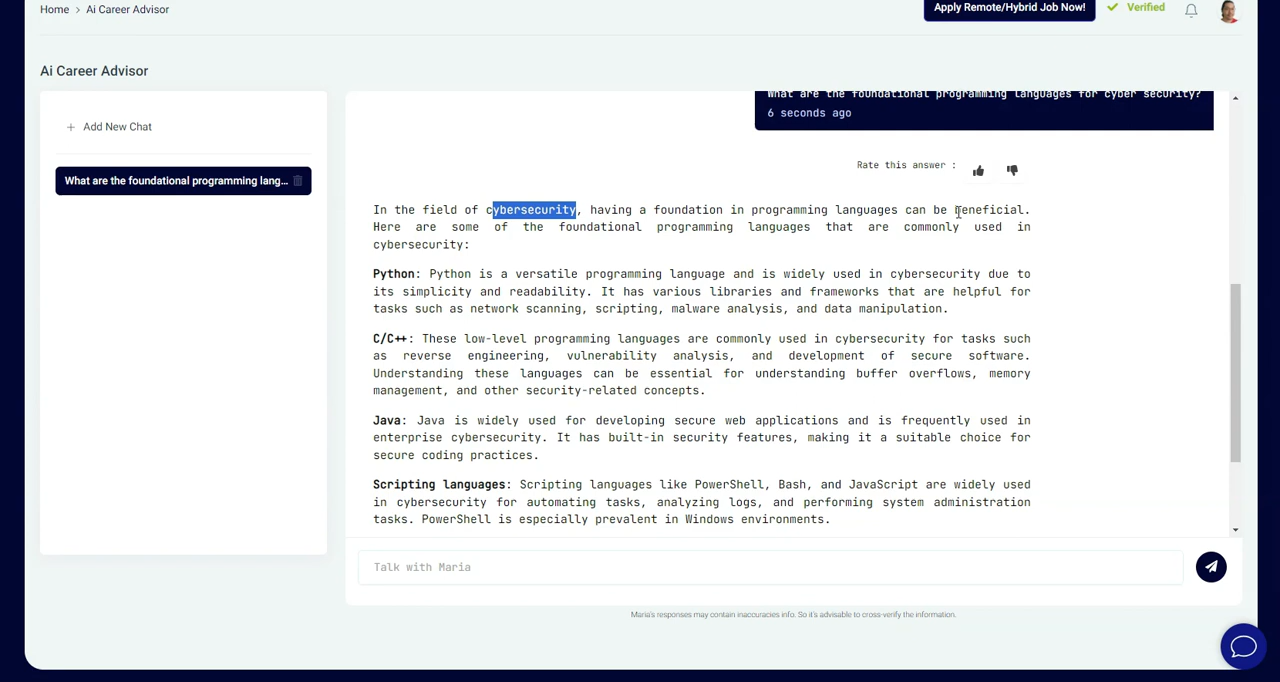 Home > Ai Career Advisor
Apply Remote/Hybrid Job Now!
Verified
Ai Career Advisor
+ Add New Chat
What are the foundational programming lang...
What are the foundational programming languages for cyber security?
6 seconds ago
Rate this answer :
In the field of cybersecurity, having a foundation in programming languages can be beneficial.
Here are some of the foundational programming languages that are commonly used in
cybersecurity:
Python: Python is a versatile programming language and is widely used in cybersecurity due to
its simplicity and readability. It has various libraries and frameworks that are helpful for
tasks such as network scanning, scripting, malware analysis, and data manipulation.
C/C++: These low-level programming languages are commonly used in cybersecurity for tasks such
as reverse engineering, vulnerability analysis, and development of secure software.
Understanding these languages can be essential for understanding buffer overflows, memory
management, and other security-related concepts.
Java: Java is widely used for developing secure web applications and is frequently used in
enterprise cybersecurity. It has built-in security features, making it a suitable choice for
secure coding practices.
Scripting languages: Scripting languages like PowerShell, Bash, and JavaScript are widely used
in cybersecurity for automating tasks, analyzing logs, and performing system administration
tasks. PowerShell is especially prevalent in Windows environments.
Talk with Maria
Maria's responses may contain inaccuracies info. So it's advisable to cross-verify the information.